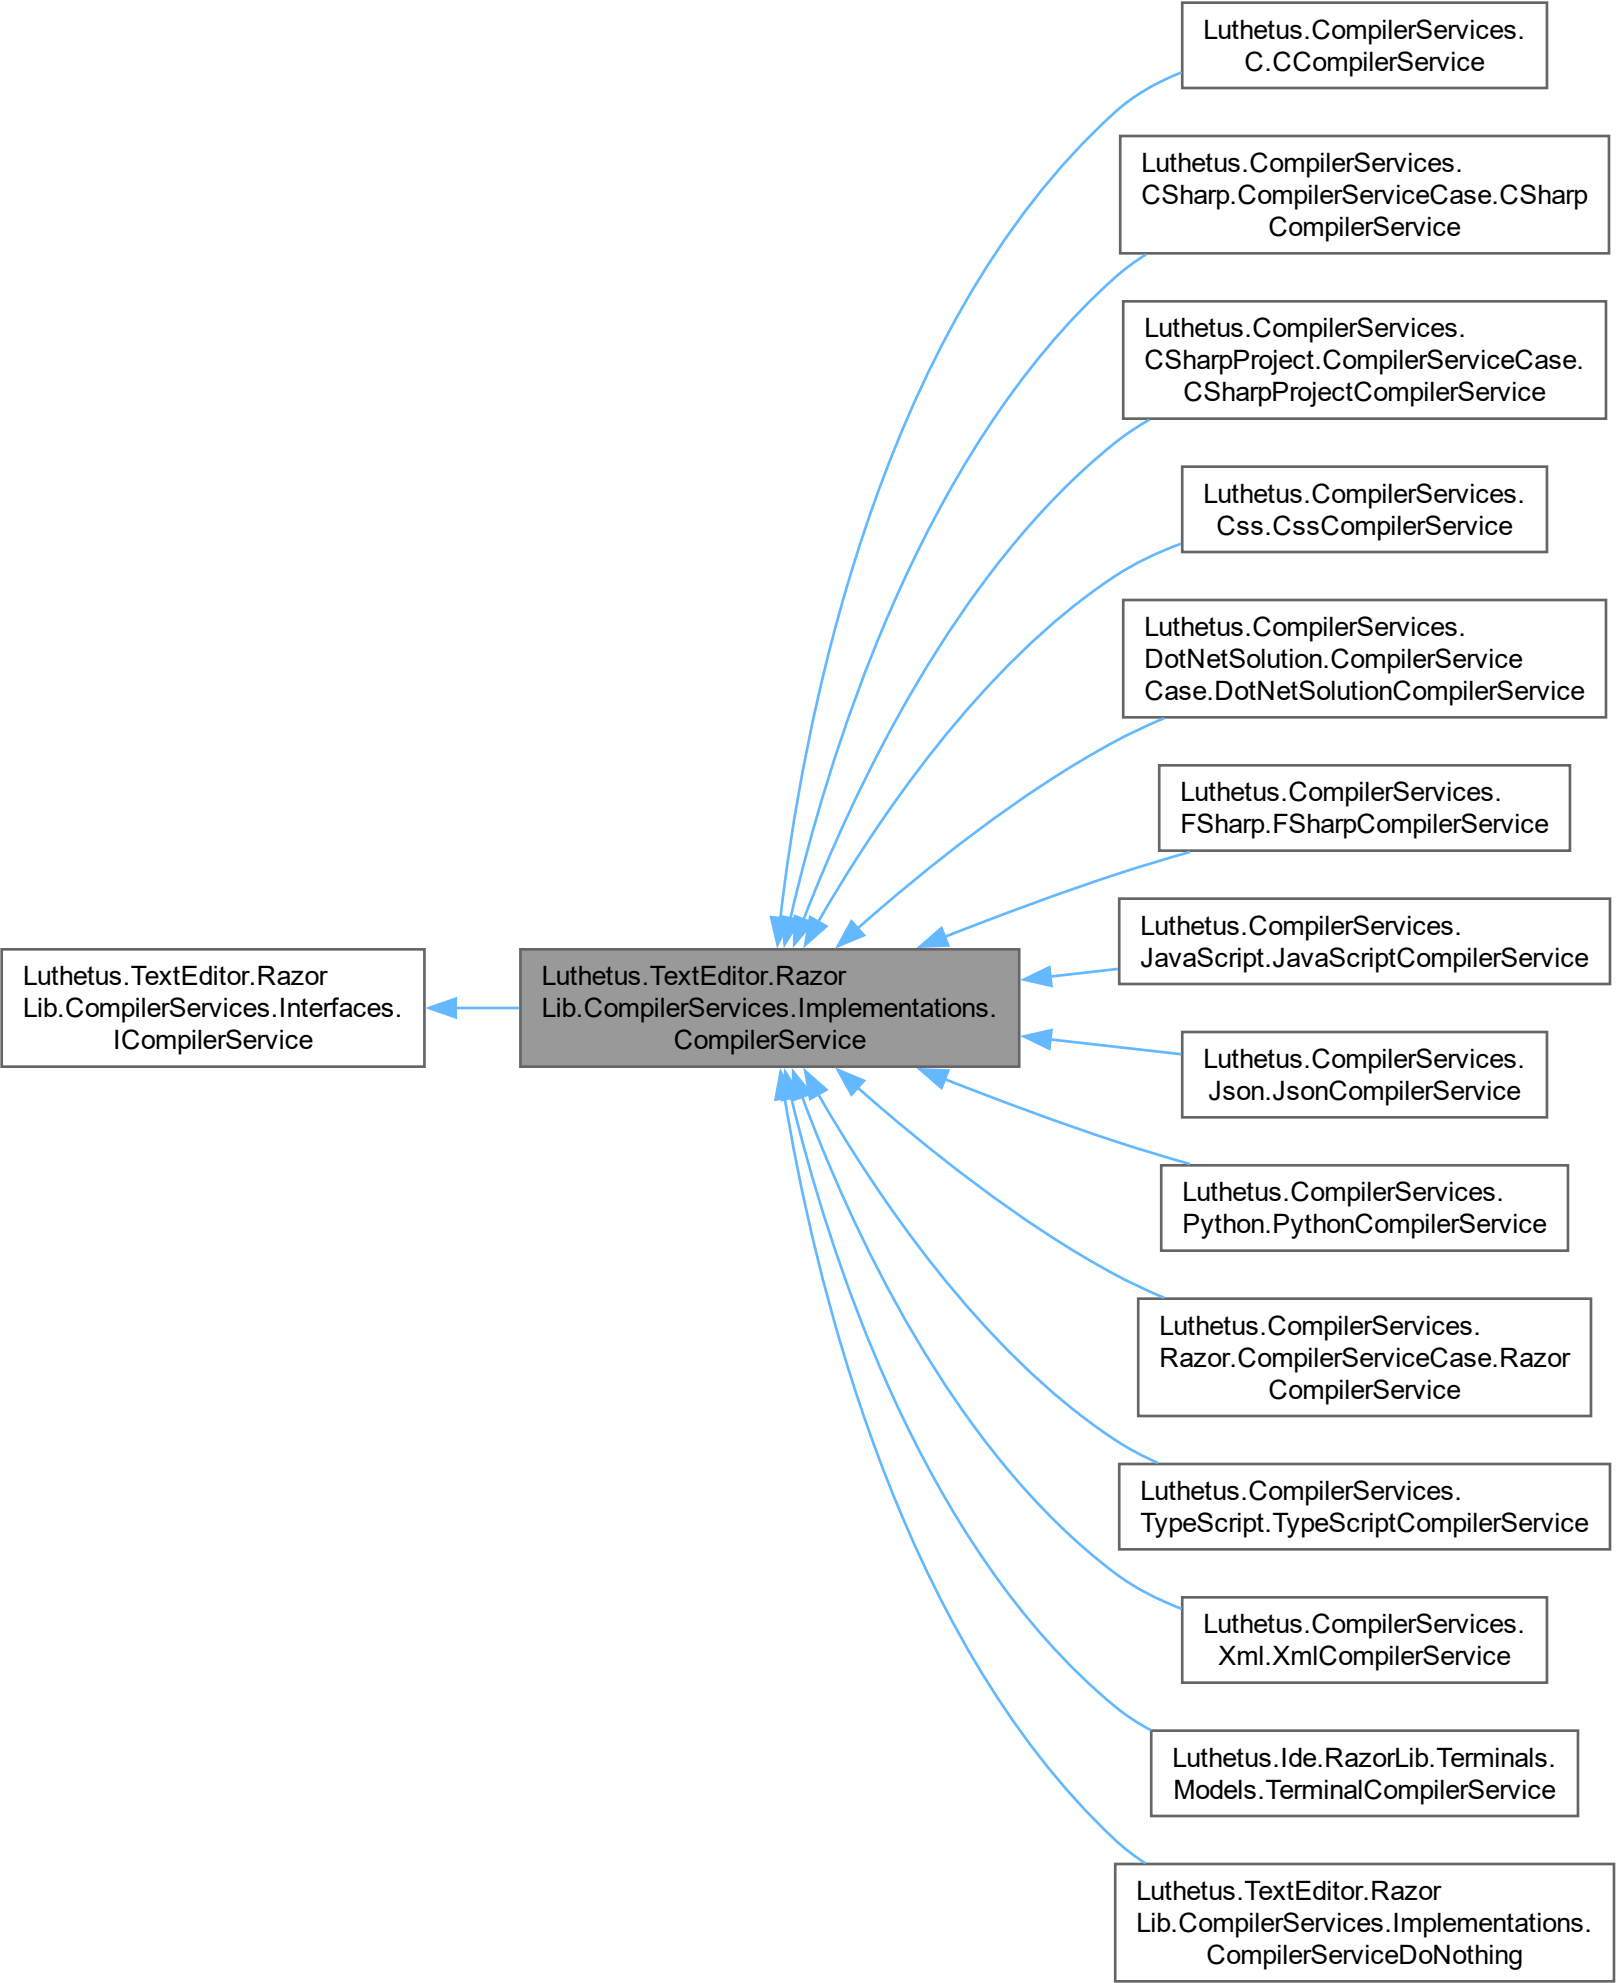 Luthetus.TextEditor.Razor
Lib.CompilerServices.Interfaces.
ICompilerService
Luthetus.TextEditor.Razor
Lib.CompilerServices.Implementations.
CompilerService
Luthetus.CompilerServices.
C.CCompilerService
Luthetus.CompilerServices.
CSharp.CompilerServiceCase.CSharp
CompilerService
Luthetus.CompilerServices.
CSharpProject.CompilerServiceCase.
CSharpProjectCompilerService
Luthetus.CompilerServices.
Css.CssCompilerService
Luthetus.CompilerServices.
DotNetSolution.CompilerService
Case.DotNetSolutionCompilerService
Luthetus.CompilerServices.
FSharp.FSharpCompilerService
Luthetus.CompilerServices.
JavaScript.JavaScriptCompilerService
Luthetus.CompilerServices.
Json.JsonCompilerService
Luthetus.CompilerServices.
Python.PythonCompilerService
Luthetus.CompilerServices.
Razor.CompilerServiceCase.Razor
CompilerService
Luthetus.CompilerServices.
TypeScript.TypeScriptCompilerService
Luthetus.CompilerServices.
Xml.XmlCompilerService
Luthetus.Ide.RazorLib.Terminals.
Models.TerminalCompilerService
Luthetus.TextEditor.Razor
Lib.CompilerServices.Implementations.
CompilerServiceDoNothing